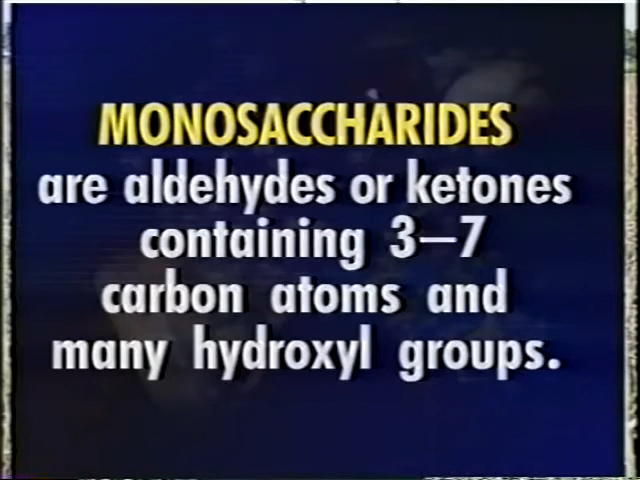 MONOSACCHARIDES
are aldehydes or ketones
containing 3–7
carbon atoms and
many hydroxyl groups.